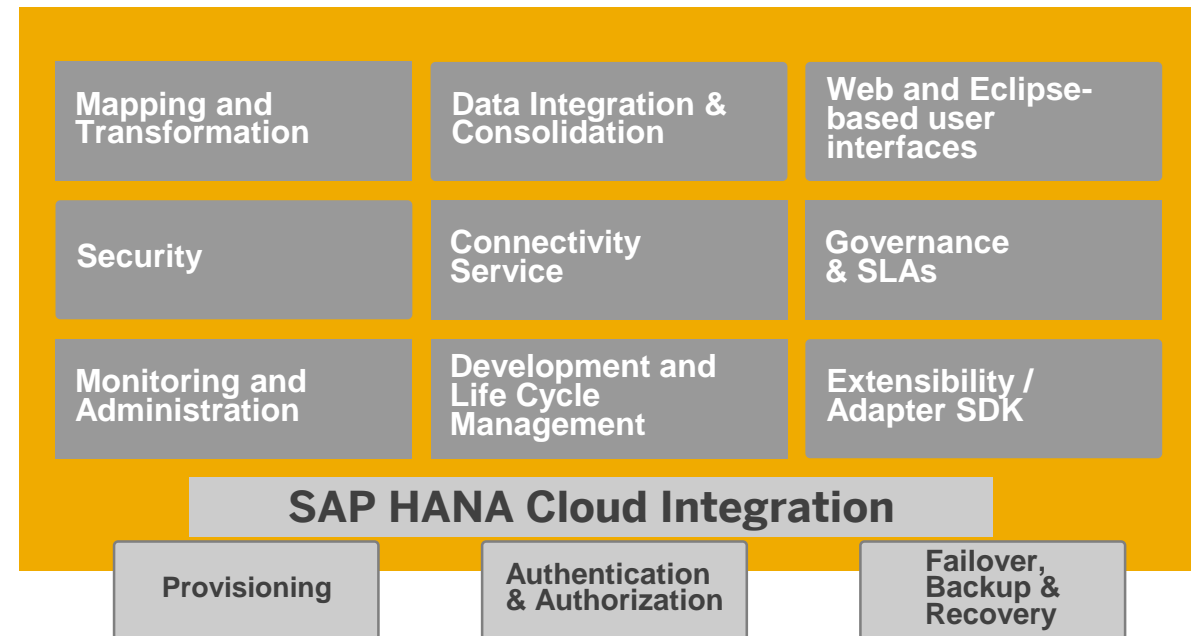 Mapping and
Transformation
Data Integration &
Consolidation
Web and Eclipse-
based user
interfaces
Security
Connectivity
Service
Governance
& SLAs
Monitoring and
Administration
Development and
Life Cycle
Management
Extensibility /
Adapter SDK
SAP HANA Cloud Integration
Provisioning
Authentication
& Authorization
Failover,
Backup &
Recovery